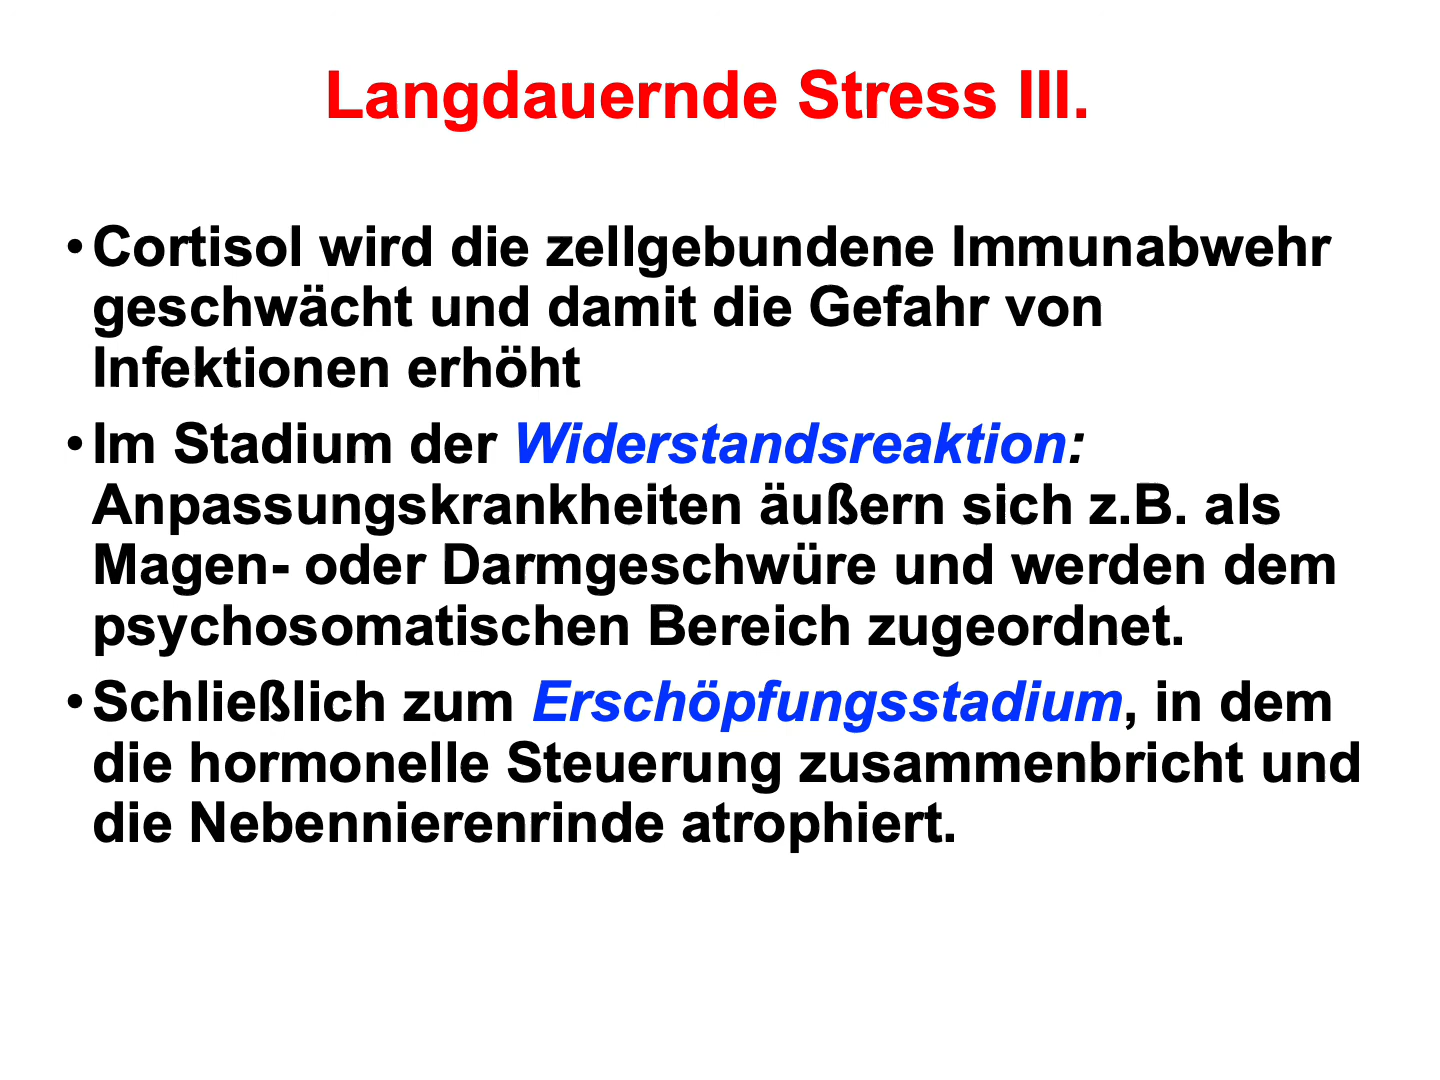 Langdauernde Stress III.
• Cortisol wird die zellgebundene Immunabwehr
geschwächt und damit die Gefahr von
Infektionen erhöht
• Im Stadium der Widerstandsreaktion:
Anpassungskrankheiten äußern sich z.B. als
Magen- oder Darmgeschwüre und werden dem
psychosomatischen Bereich zugeordnet.
• Schließlich zum Erschöpfungsstadium, in dem
die hormonelle Steuerung zusammenbricht und
die Nebennierenrinde atrophiert.